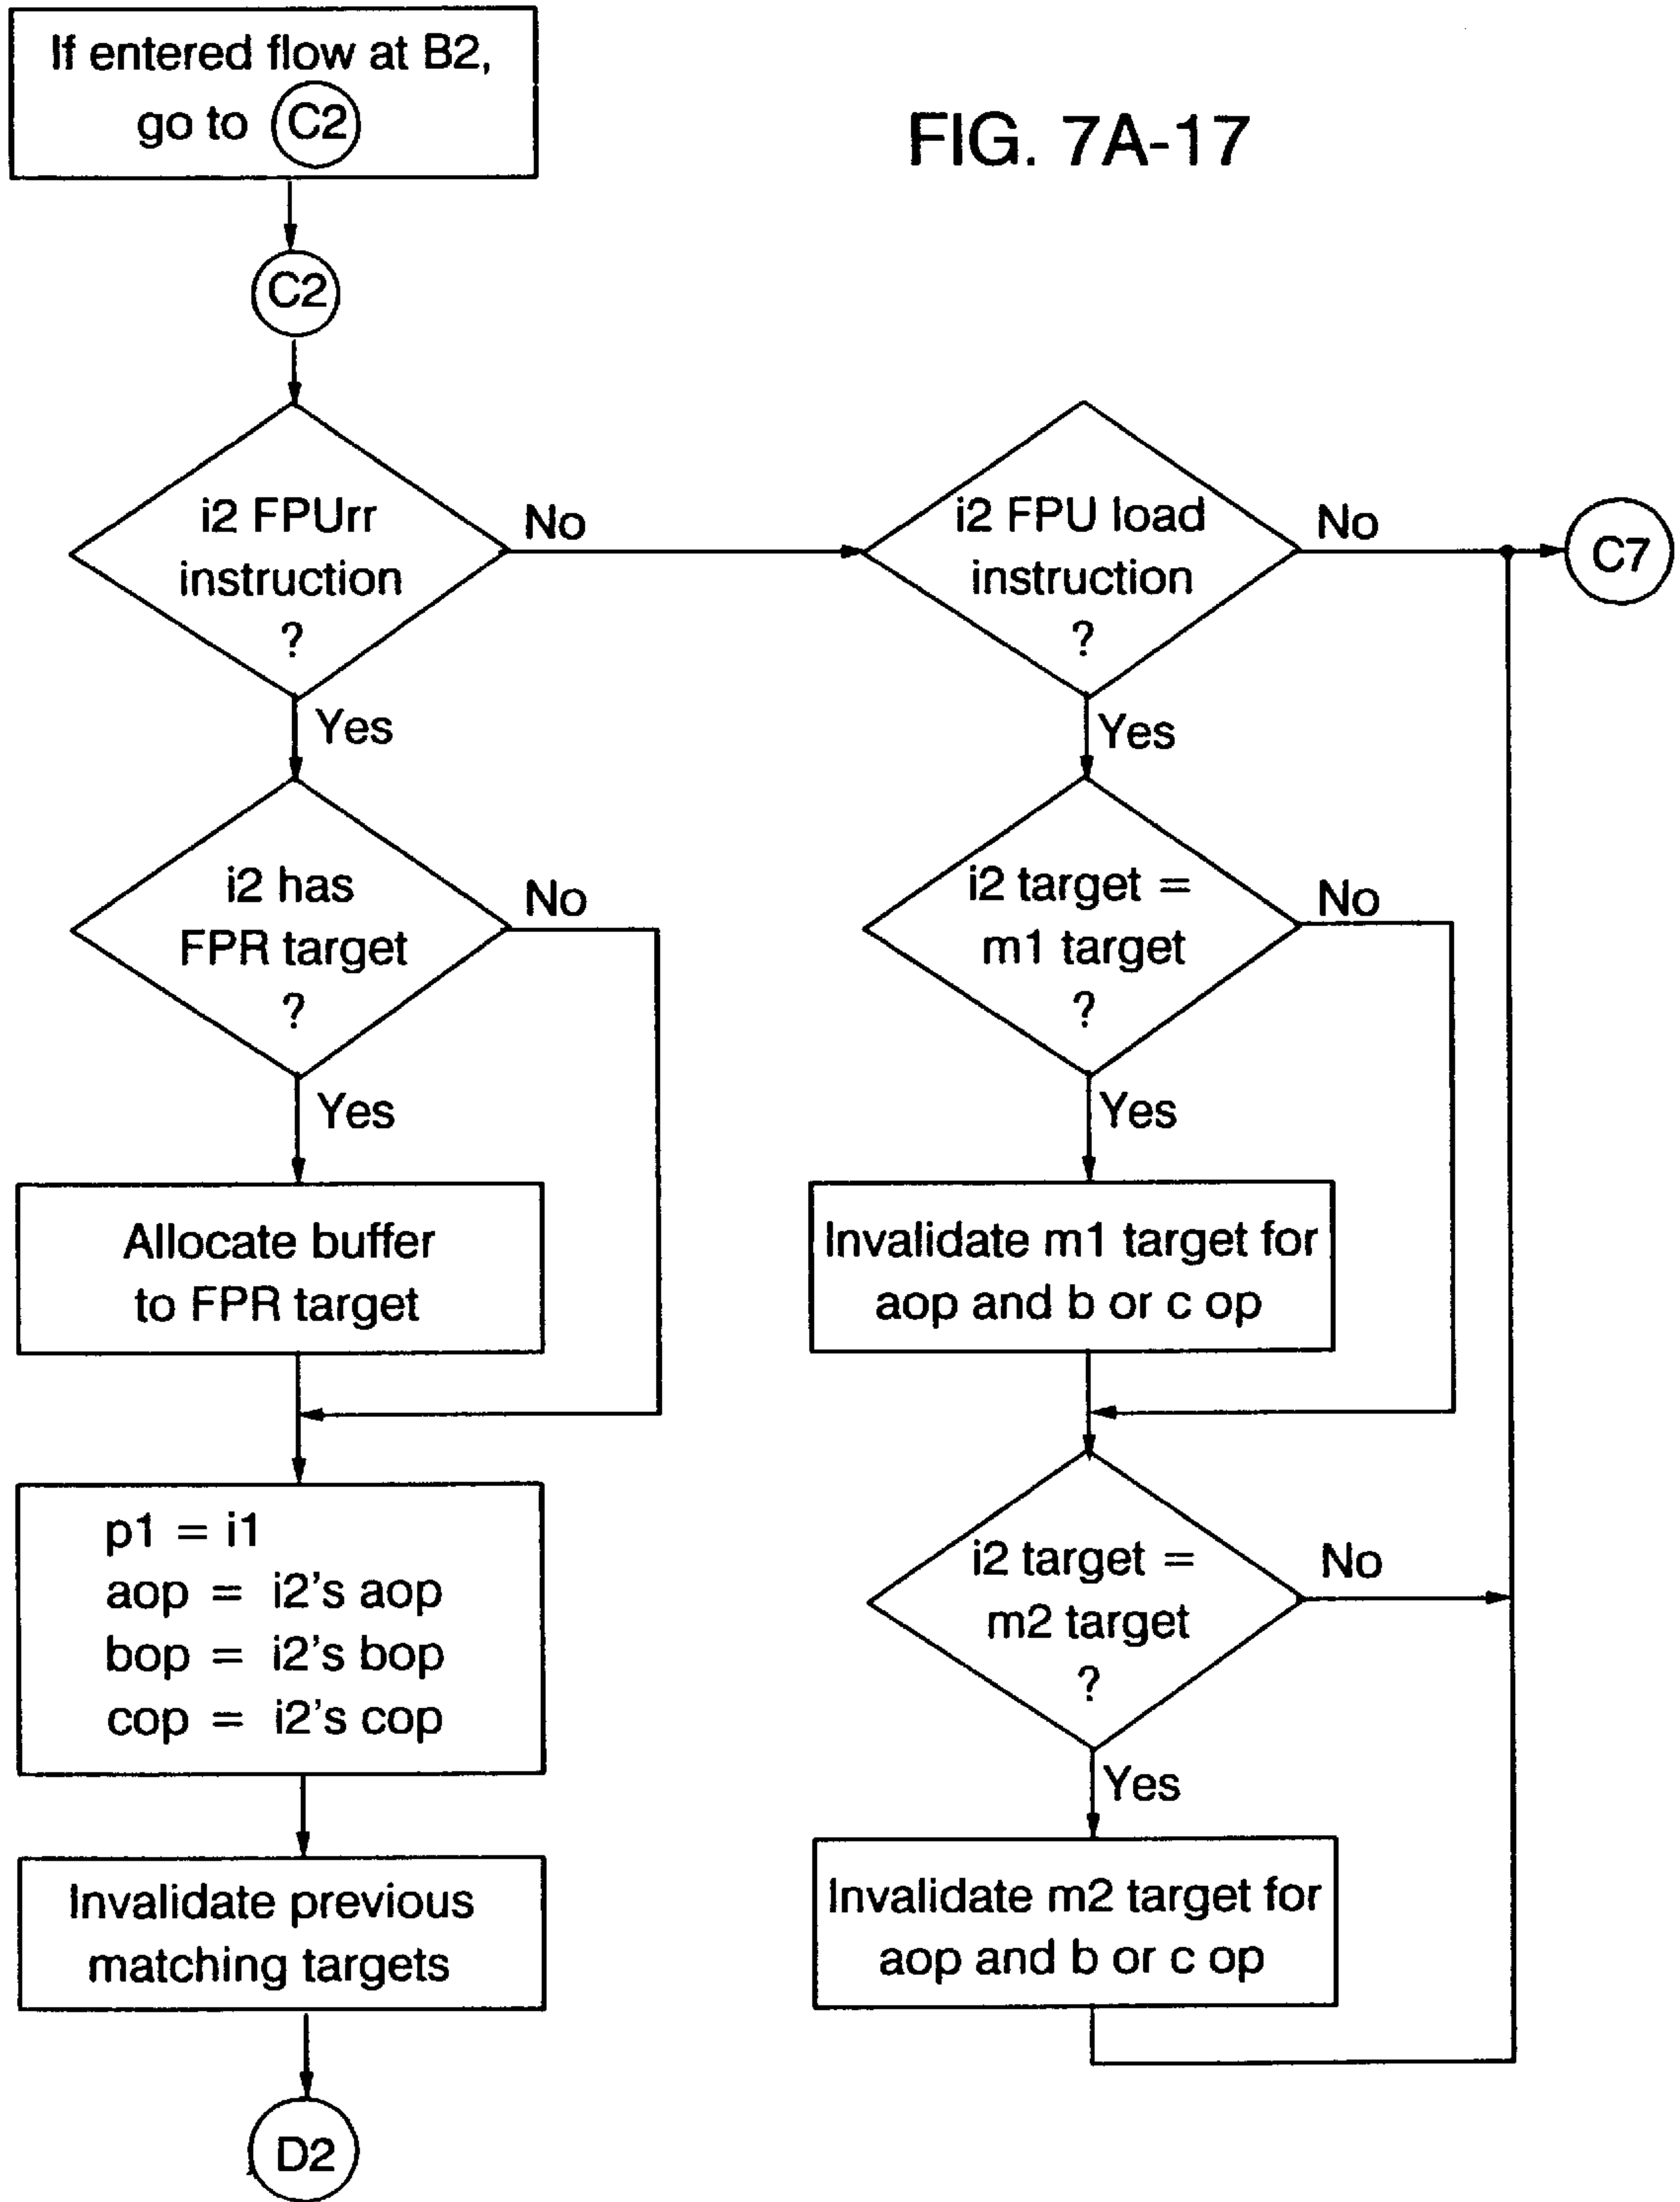 If entered flow at B2,
go to C2
FIG. 7A-17
C2
i2 FPUrr
instruction
?
No
Yes
i2 FPU load
instruction
?
No
C7
Yes
i2 has
FPR target
?
No
Yes
i2 target =
m1 target
?
No
Yes
Allocate buffer
to FPR target
Invalidate m1 target for
aop and b or c op
p1 = i1
aop = i2's aop
bop = i2's bop
cop = i2's cop
i2 target =
m2 target
?
No
Yes
Invalidate previous
matching targets
Invalidate m2 target for
aop and b or c op
D2